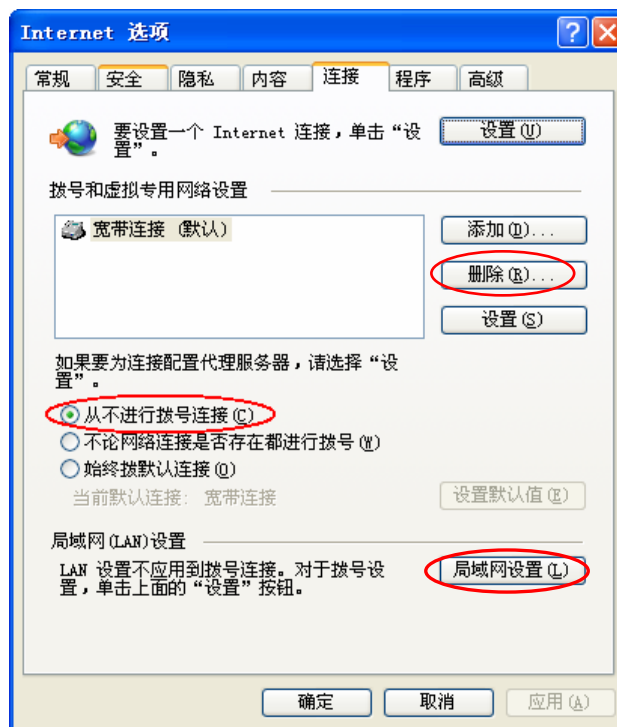 Internet 选项
常规 安全 隐私 内容 连接 程序 高级
要设置一个 Internet 连接，单击“设
置”。
设置(U)
拨号和虚拟专用网络设置
宽带连接 (默认)
添加(D)...
删除(R)...
设置(S)
如果要为连接配置代理服务器，请选择“设
置”。
从不进行拨号连接(C)
不论网络连接是否存在都进行拨号(W)
始终拨默认连接(O)
当前默认连接: 宽带连接
设置默认值(E)
局域网(LAN)设置
LAN 设置不应用到拨号连接。对于拨号设
置，单击上面的“设置”按钮。
局域网设置(L)
确定 取消 应用(A)